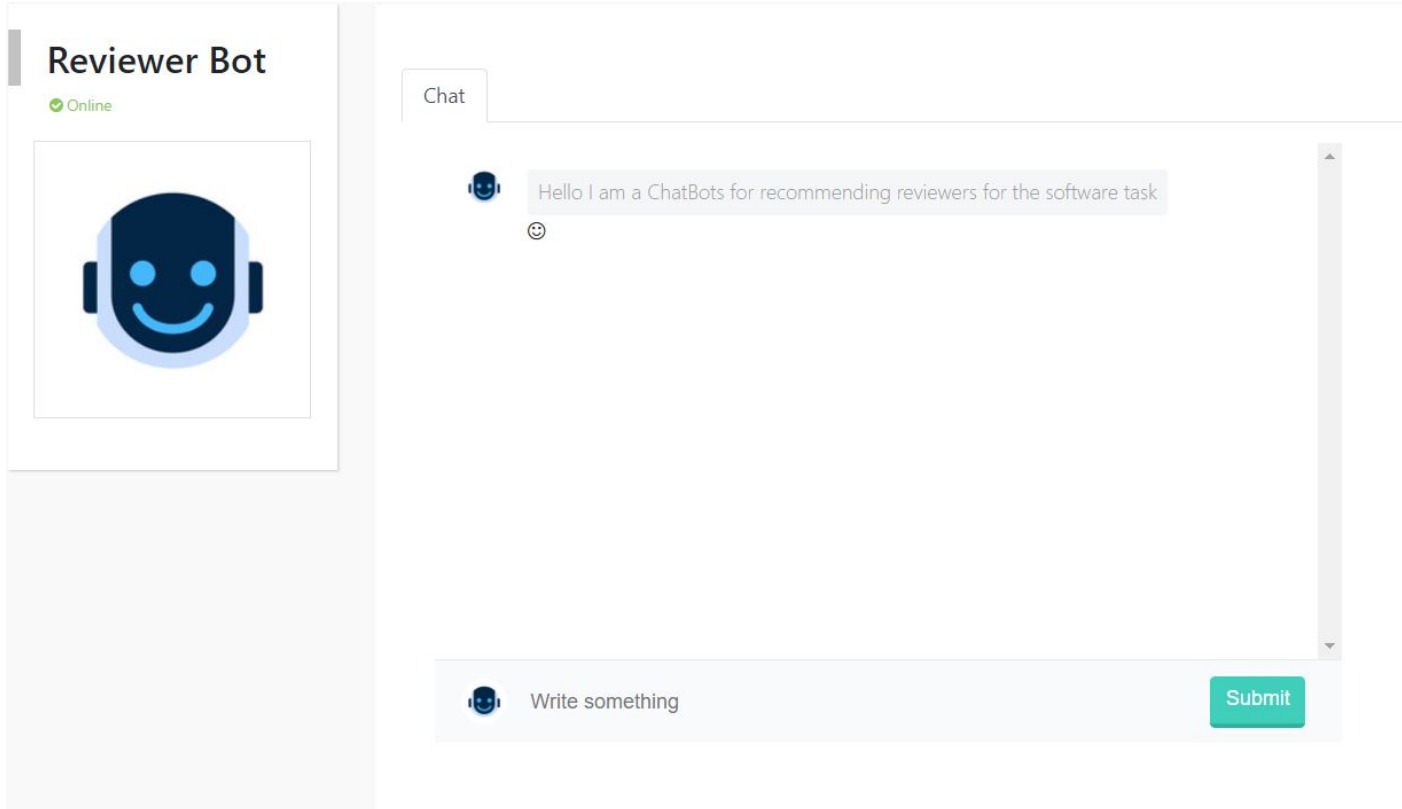 Reviewer Bot
Online
Chat
Hello I am a ChatBots for recommending reviewers for the software task
Write something
Submit